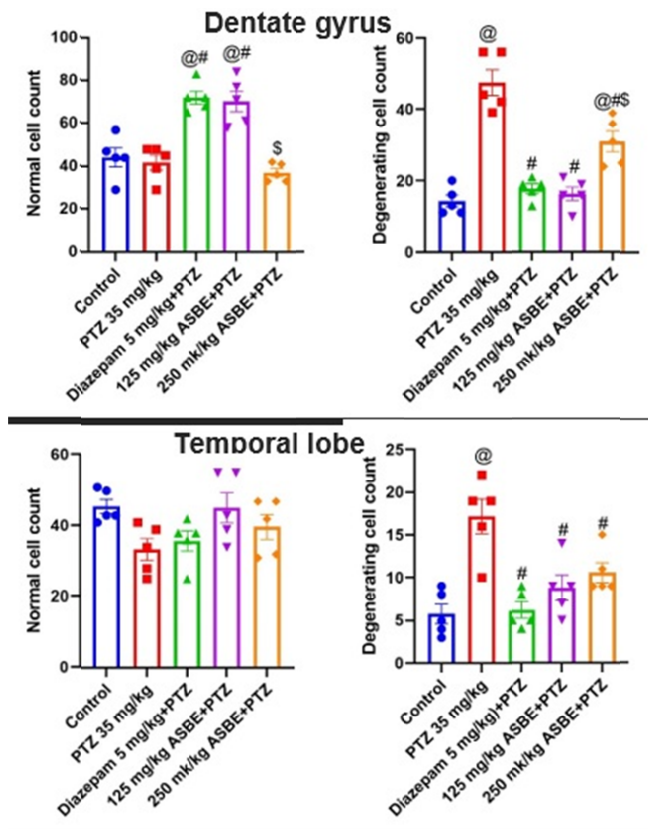 Dentate gyrus
Normal cell count
100
80
60
40
20
0
@#
@#
$
Control
PTZ 35 mg/kg
Diazepam 5 mg/kg+PTZ
125 mg/kg ASBE+PTZ
250 mk/kg ASBE+PTZ
Degenerating cell count
60
40
20
0
@
#
#
@#$
Control
PTZ 35 mg/kg
Diazepam 5 mg/kg+PTZ
125 mg/kg ASBE+PTZ
250 mk/kg ASBE+PTZ
Temporal lobe
Normal cell count
60
40
20
0
Control
PTZ 35 mg/kg
Diazepam 5 mg/kg+PTZ
125 mg/kg ASBE+PTZ
250 mk/kg ASBE+PTZ
Degenerating cell count
25
20
15
10
5
0
@
#
#
#
Control
PTZ 35 mg/kg
Diazepam 5 mg/kg)+PTZ
125 mg/kg ASBE+PTZ
250 mk/kg ASBE+PTZ